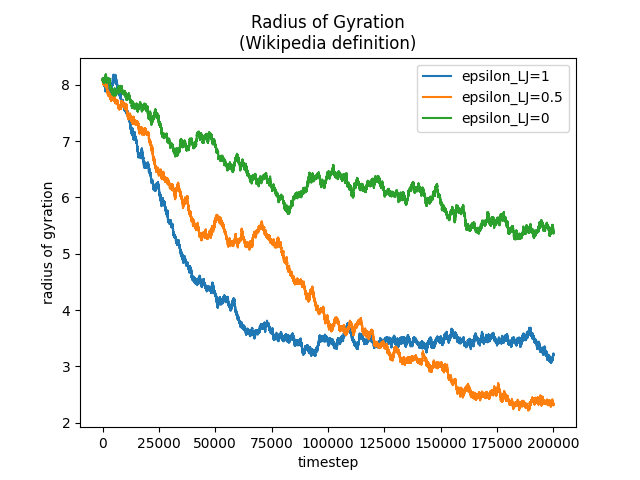 Radius of Gyration
(Wikipedia definition)
epsilon_LJ=1
epsilon_LJ=0.5
epsilon_LJ=0
radius of gyration
8
7
6
5
4
3
2
0 25000 50000 75000 100000 125000 150000 175000 200000
timestep